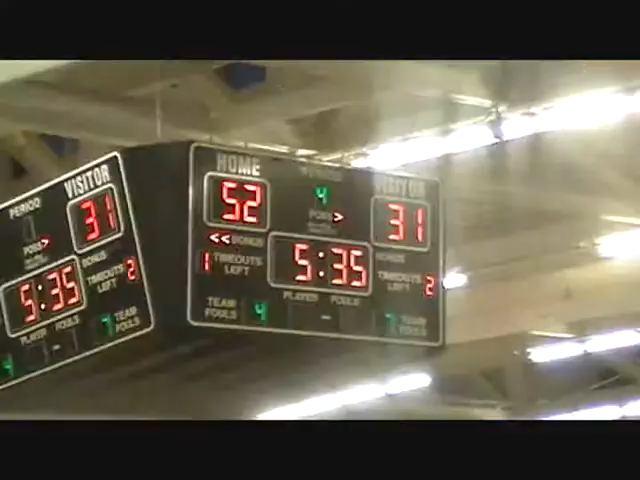 PERIOD
VISITOR
31
POSS >
BONUS
TIMEOUTS LEFT 2
5:35
PLAYER - FOULS
4 7 TEAM FOULS
HOME PERIOD VISITOR
52 4 31
POSS >
<< BONUS BONUS
1 TIMEOUTS LEFT 5:35 TIMEOUTS LEFT 2
PLAYER - FOULS
TEAM FOULS 4 7 TEAM FOULS